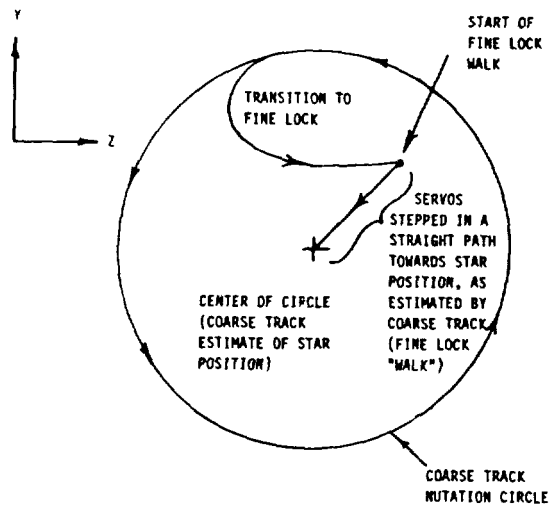 Y
Z
START OF
FINE LOCK
WALK
TRANSITION TO
FINE LOCK
SERVOS
STEPPED IN A
STRAIGHT PATH
TOWARDS STAR
POSITION, AS
ESTIMATED BY
COARSE TRACK
(FINE LOCK
"WALK")
CENTER OF CIRCLE
(COARSE TRACK
ESTIMATE OF STAR
POSITION)
COARSE TRACK
NUTATION CIRCLE